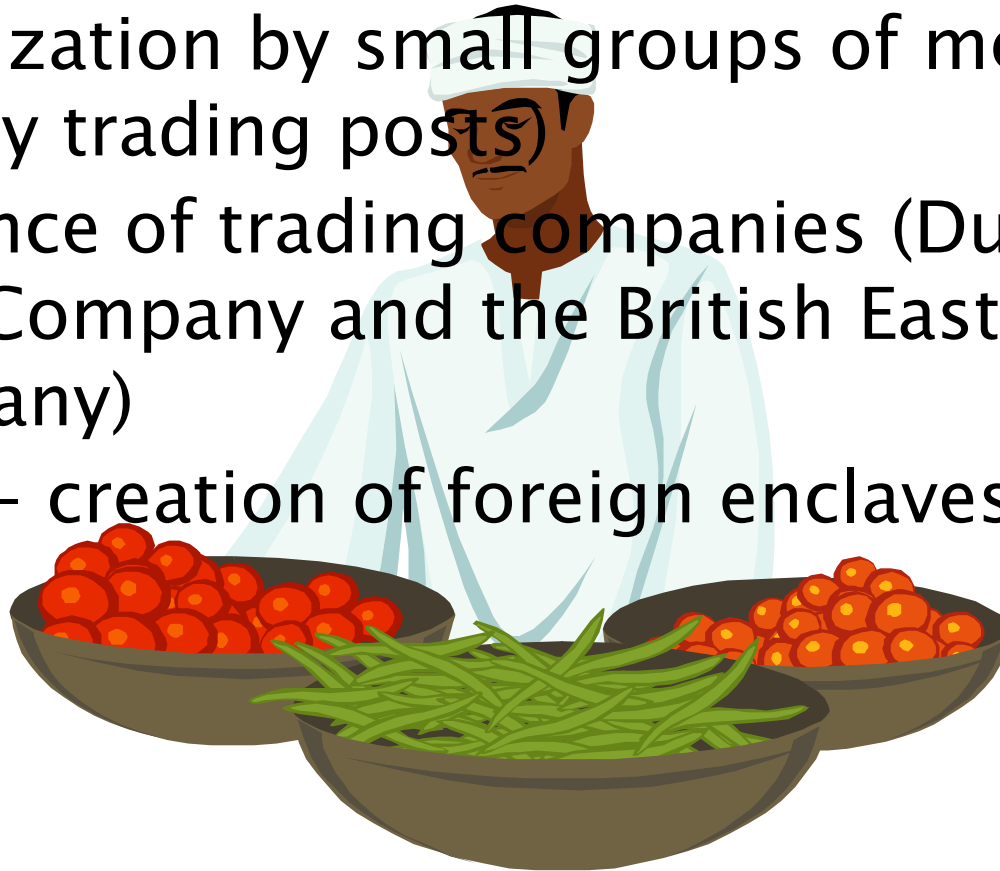 zation by small groups of m
y trading posts)
nce of trading companies (Du
Company and the British East
any)
– creation of foreign enclaves